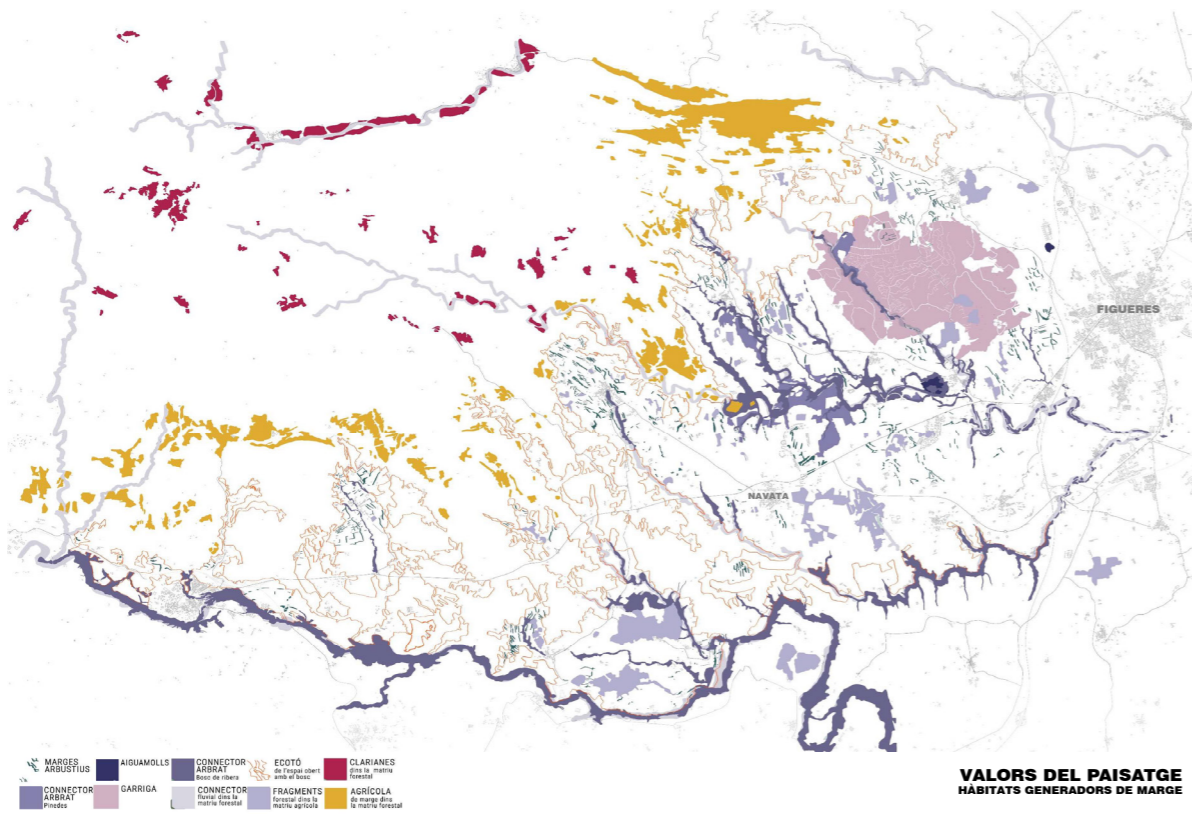 FIGUERES
NAVATA
MARGES
ARBUSTIUS
AIGUAMOLLS
CONNECTOR
ARBRAT
Bosc de ribera
ECOTÓ
de l'espai obert
amb el bosc
CLARIANES
dins la matriu
forestal
CONNECTOR
ARBRAT
Pinedes
GARRIGA
CONNECTOR
fluvial dins la
matriu forestal
FRAGMENTS
forestal dins la
matriu agrícola
AGRÍCOLA
de marge dins
la matriu forestal
VALORS DEL PAISATGE
HÀBITATS GENERADORS DE MARGE